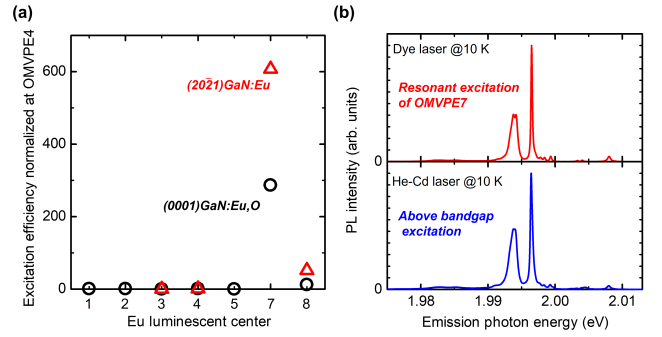 (a)
Excitation efficiency normalized at OMVPE4
600
400
200
0
(202̄1)GaN:Eu
(0001)GaN:Eu,O
1 2 3 4 5 7 8
Eu luminescent center
(b)
PL intensity (arb. units)
Dye laser @10 K
Resonant excitation
of OMVPE7
0
He-Cd laser @10 K
Above bandgap
excitation
0
1.98 1.99 2.00 2.01
Emission photon energy (eV)